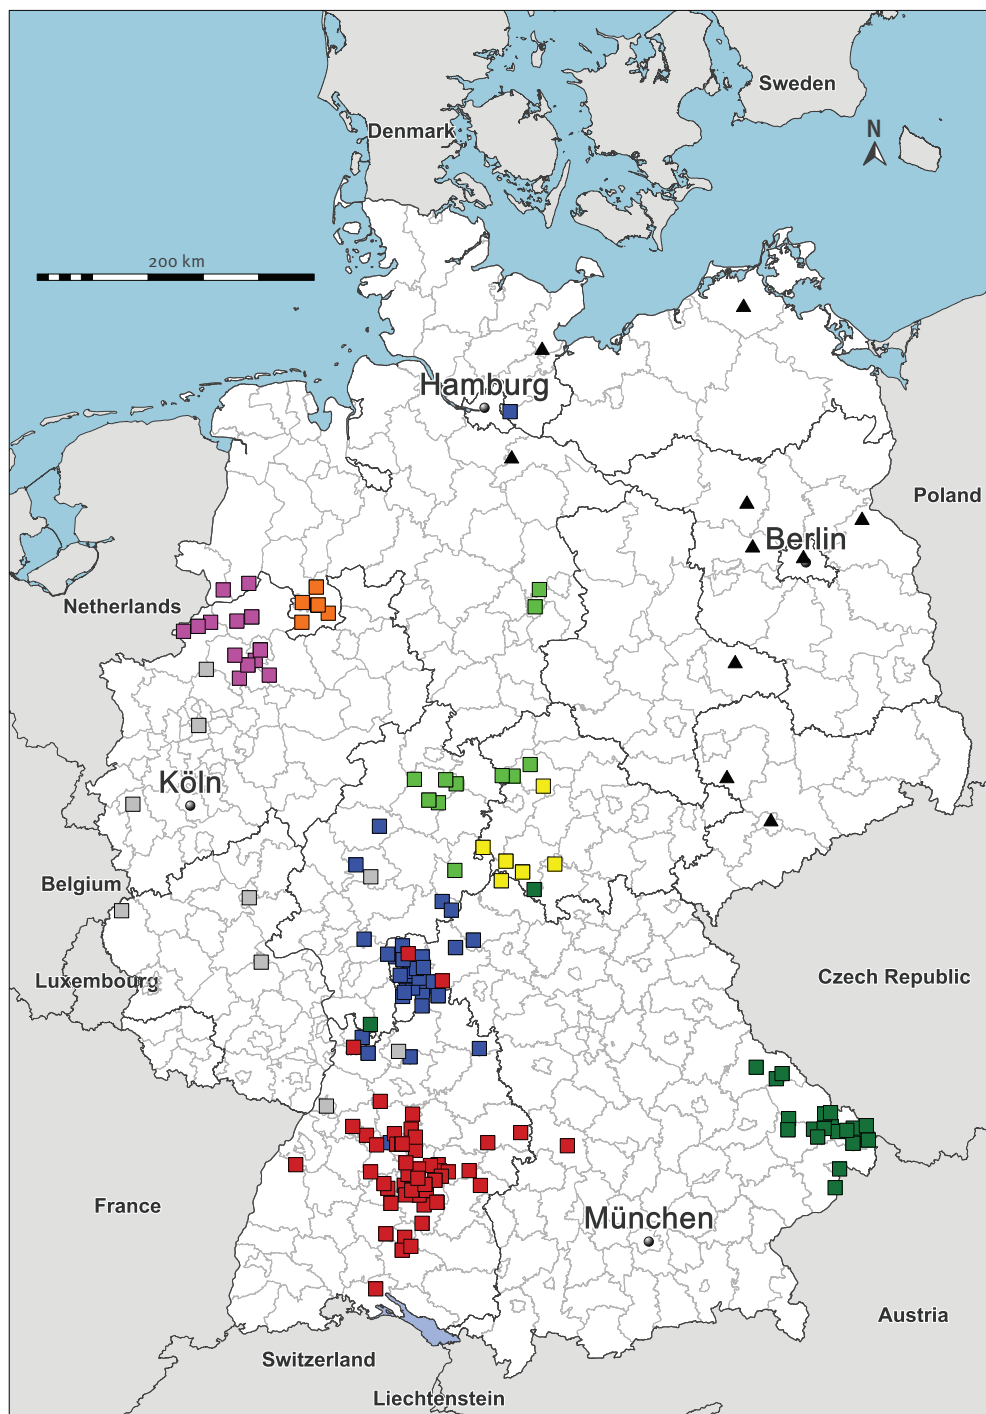 Sweden
Denmark
N
200 km
Hamburg
Poland
Berlin
Netherlands
Köln
Belgium
Luxembourg
Czech Republic
France
München
Austria
Switzerland
Liechtenstein